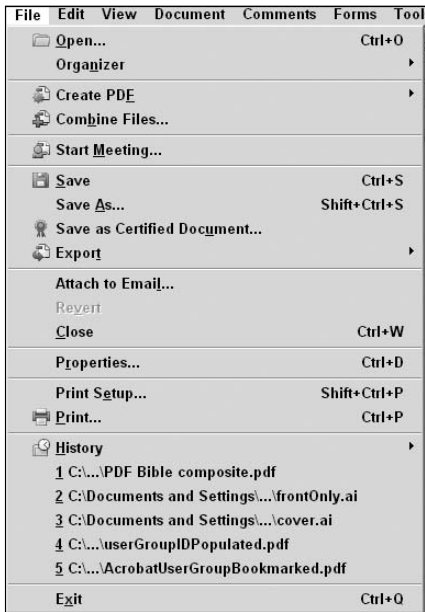 File Edit View Document Comments Forms Tool
Open... Ctrl+O
Organizer
Create PDF
Combine Files...
Start Meeting...
Save Ctrl+S
Save As... Shift+Ctrl+S
Save as Certified Document...
Export
Attach to Email...
Revert
Close Ctrl+W
Properties... Ctrl+D
Print Setup... Shift+Ctrl+P
Print... Ctrl+P
History
1 C:\...\PDF Bible composite.pdf
2 C:\Documents and Settings\...\frontOnly.ai
3 C:\Documents and Settings\...\cover.ai
4 C:\...\userGroupIDPopulated.pdf
5 C:\...\AcrobatUserGroupBookmarked.pdf
Exit Ctrl+Q